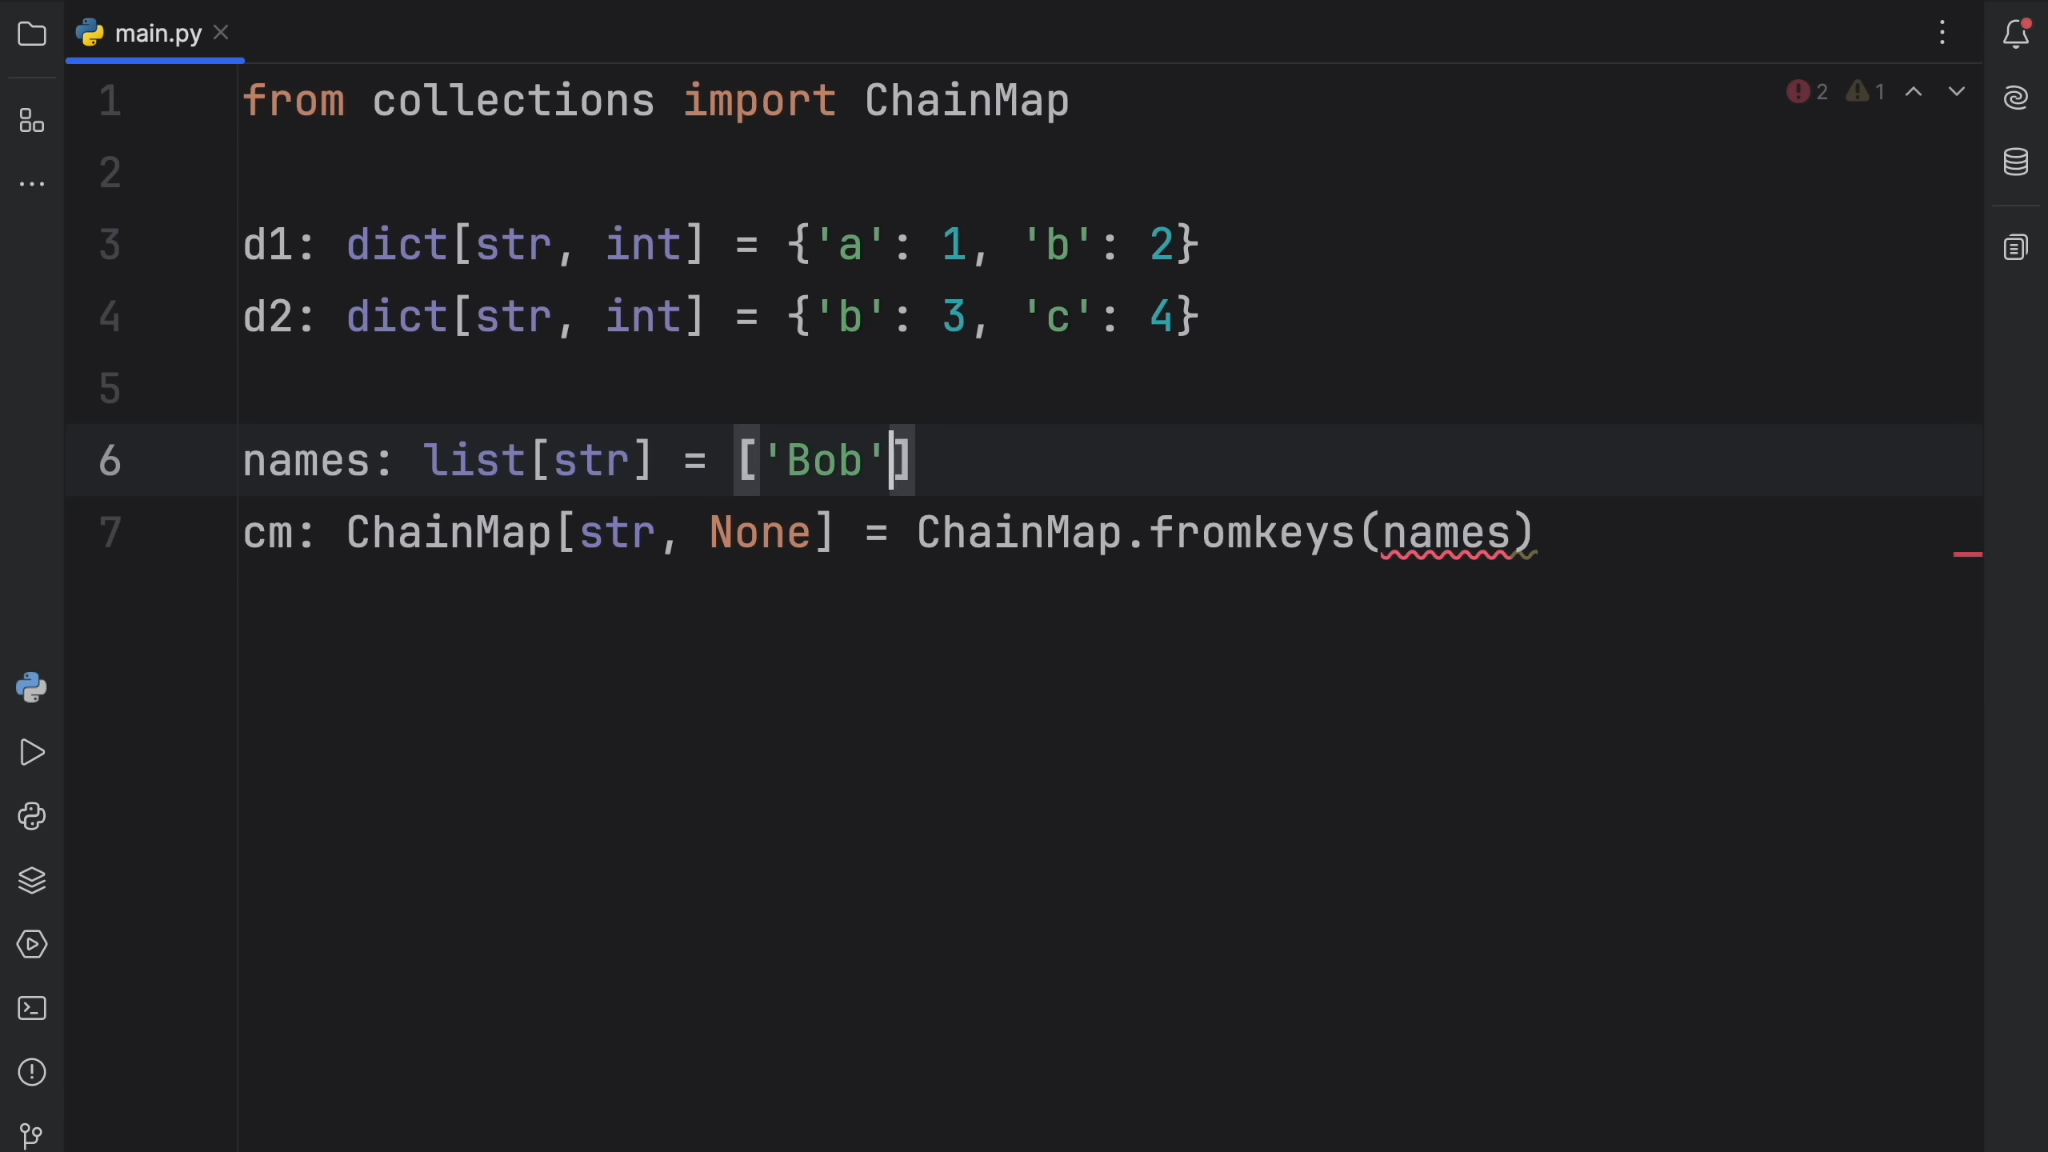 main.py
2 1
1 from collections import ChainMap
2
3 d1: dict[str, int] = {'a': 1, 'b': 2}
4 d2: dict[str, int] = {'b': 3, 'c': 4}
5
6 names: list[str] = ['Bob']
7 cm: ChainMap[str, None] = ChainMap.fromkeys(names)